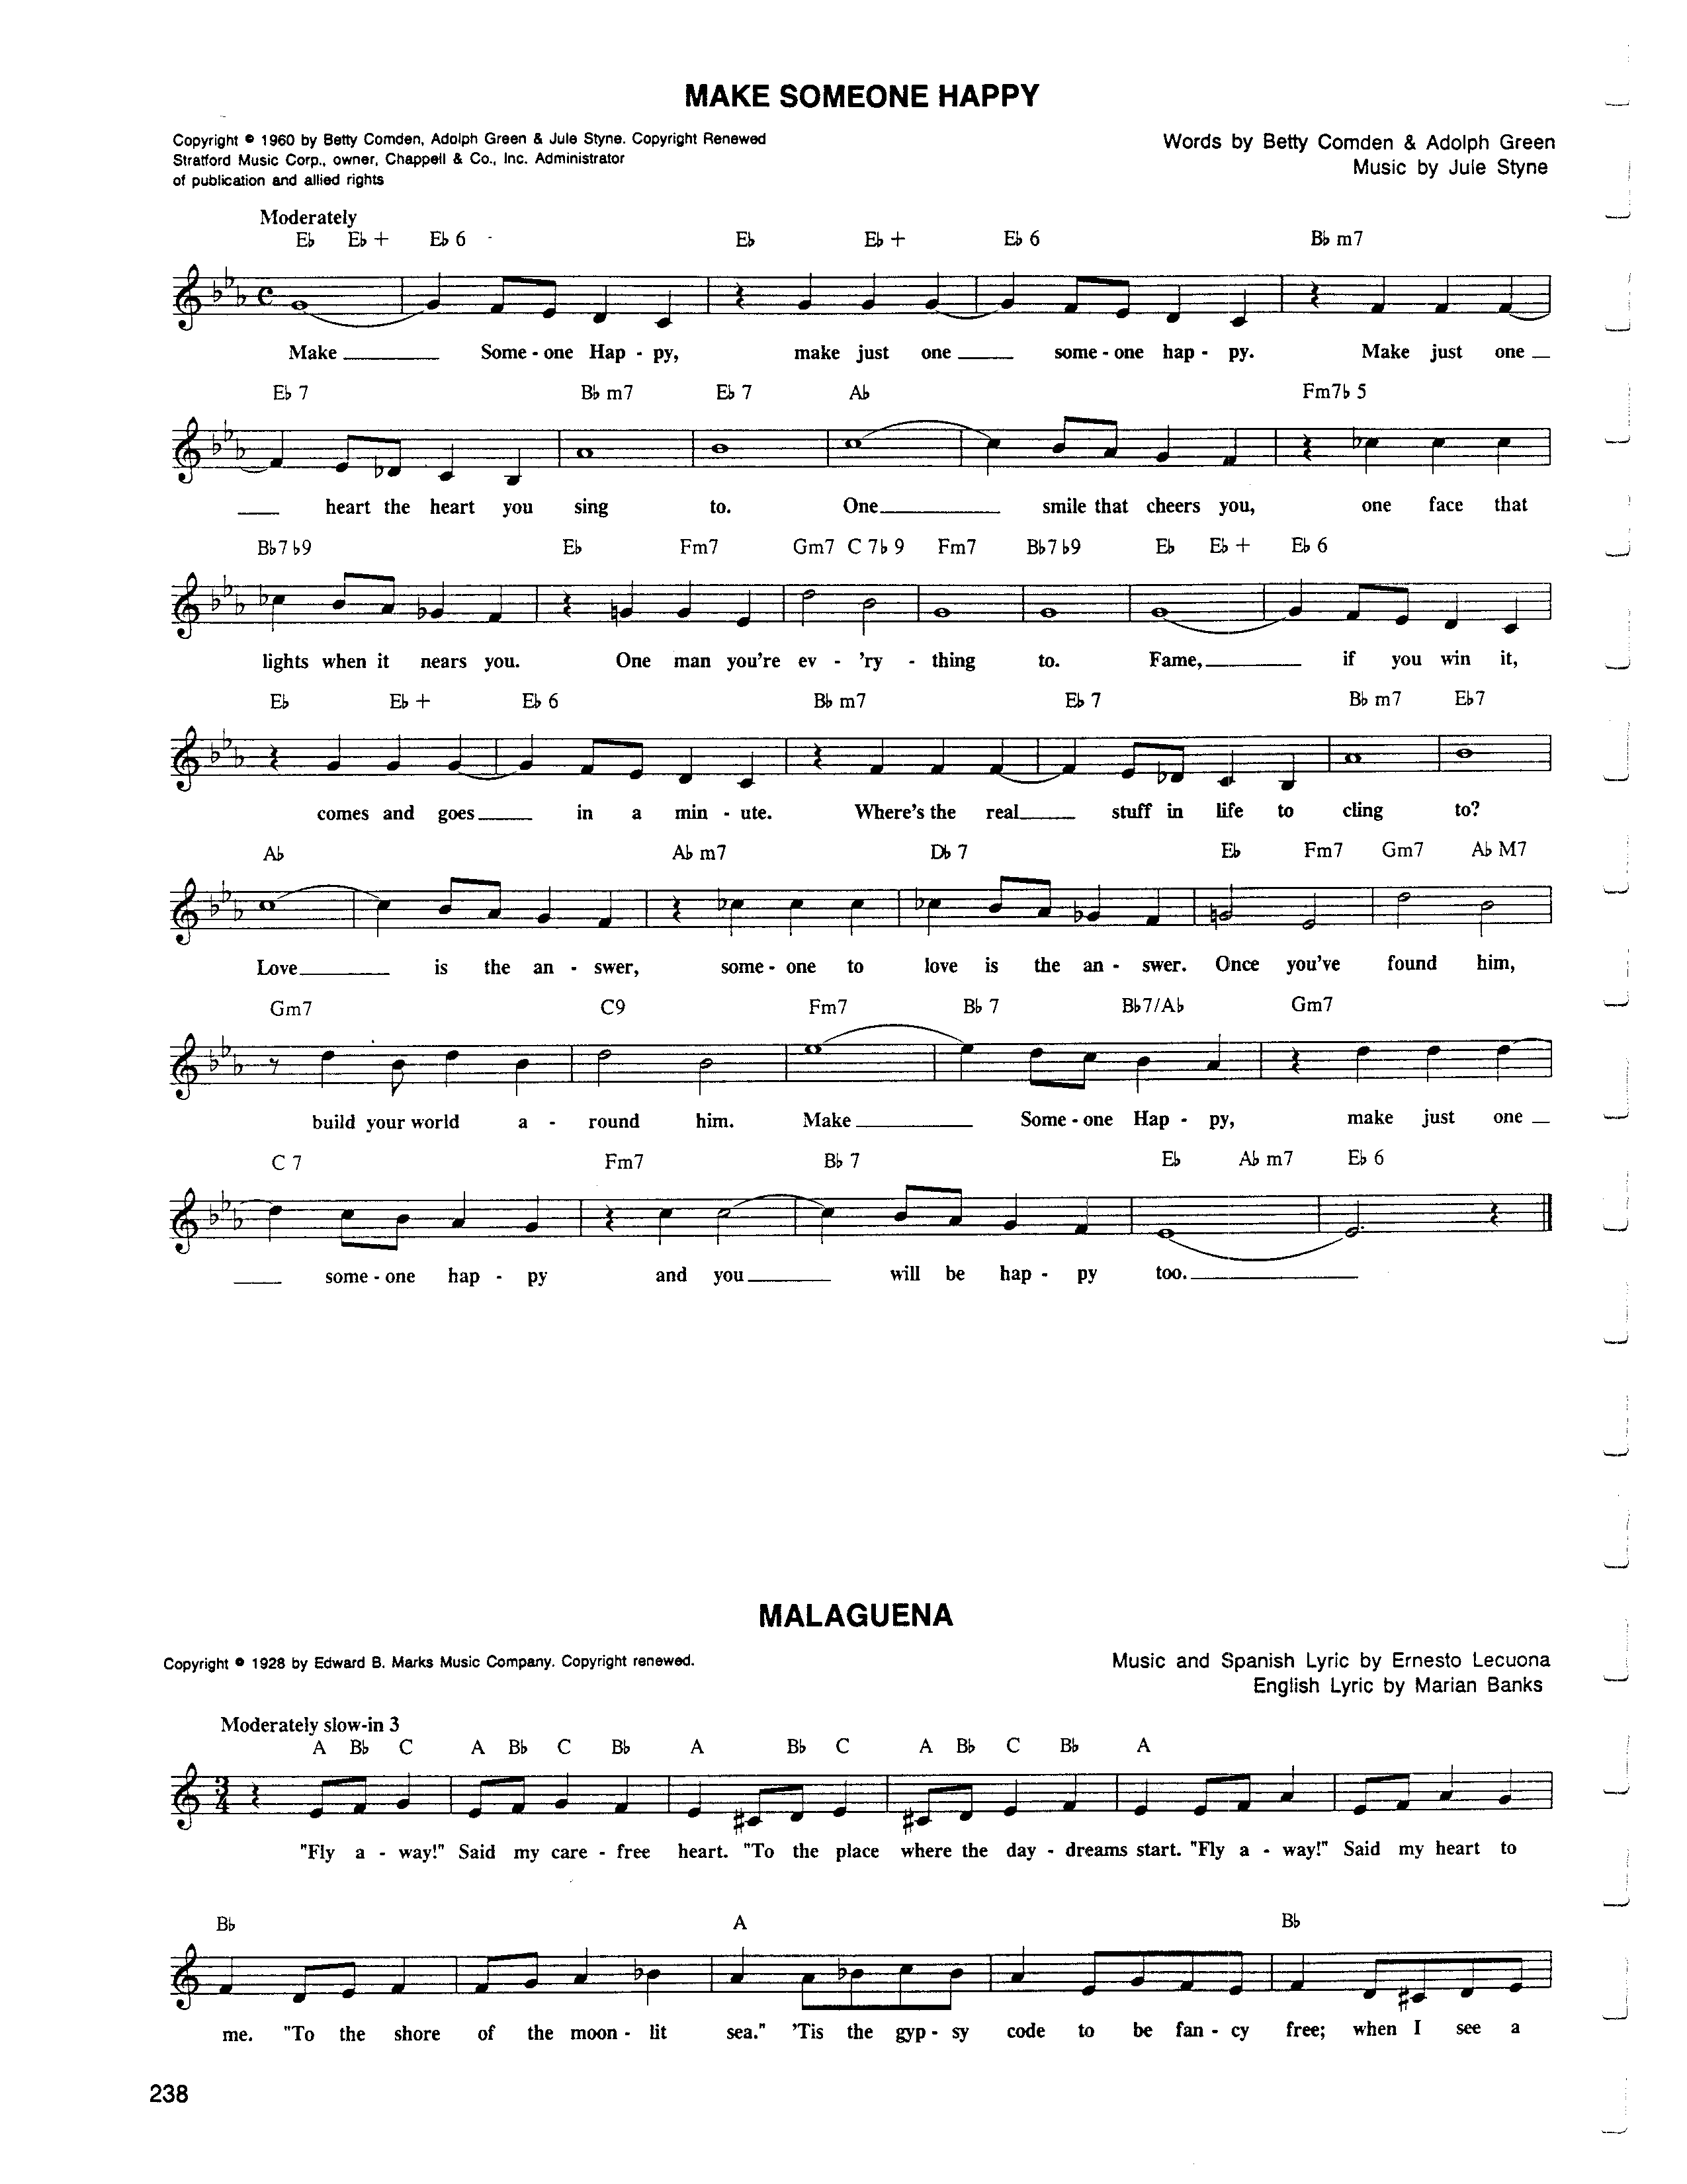 MAKE SOMEONE HAPPY
Copyright © 1960 by Betty Comden, Adolph Green & Jule Styne. Copyright Renewed
Stratford Music Corp., owner, Chappell & Co., Inc. Administrator
of publication and allied rights
Words by Betty Comden & Adolph Green
Music by Jule Styne
Moderately
E♭ E♭ + E♭ 6 E♭ E♭ + E♭ 6 B♭ m7
Make Some - one Hap - py, make just one some - one hap - py. Make just one
E♭ 7 B♭ m7 E♭ 7 A♭ Fm7♭ 5
heart the heart you sing to. One smile that cheers you, one face that
B♭7 ♭9 E♭ Fm7 Gm7 C 7♭ 9 Fm7 B♭7 ♭9 E♭ E♭ + E♭ 6
lights when it nears you. One man you're ev - 'ry - thing to. Fame, if you win it,
E♭ E♭ + E♭ 6 B♭ m7 E♭ 7 B♭ m7 E♭7
comes and goes in a min - ute. Where's the real stuff in life to cling to?
A♭ A♭ m7 D♭ 7 E♭ Fm7 Gm7 A♭ M7
Love is the an - swer, some - one to love is the an - swer. Once you've found him,
Gm7 C9 Fm7 B♭ 7 B♭7/A♭ Gm7
build your world a - round him. Make Some - one Hap - py, make just one
C 7 Fm7 B♭ 7 E♭ A♭ m7 E♭ 6
some - one hap - py and you will be hap - py too.
MALAGUENA
Copyright © 1928 by Edward B. Marks Music Company. Copyright renewed.
Music and Spanish Lyric by Ernesto Lecuona
English Lyric by Marian Banks
Moderately slow-in 3
A B♭ C A B♭ C B♭ A B♭ C A B♭ C B♭ A
3
4
"Fly a - way!" Said my care - free heart. "To the place where the day - dreams start. "Fly a - way!" Said my heart to
B♭ A B♭
me. "To the shore of the moon - lit sea." 'Tis the gyp - sy code to be fan - cy free; when I see a
238